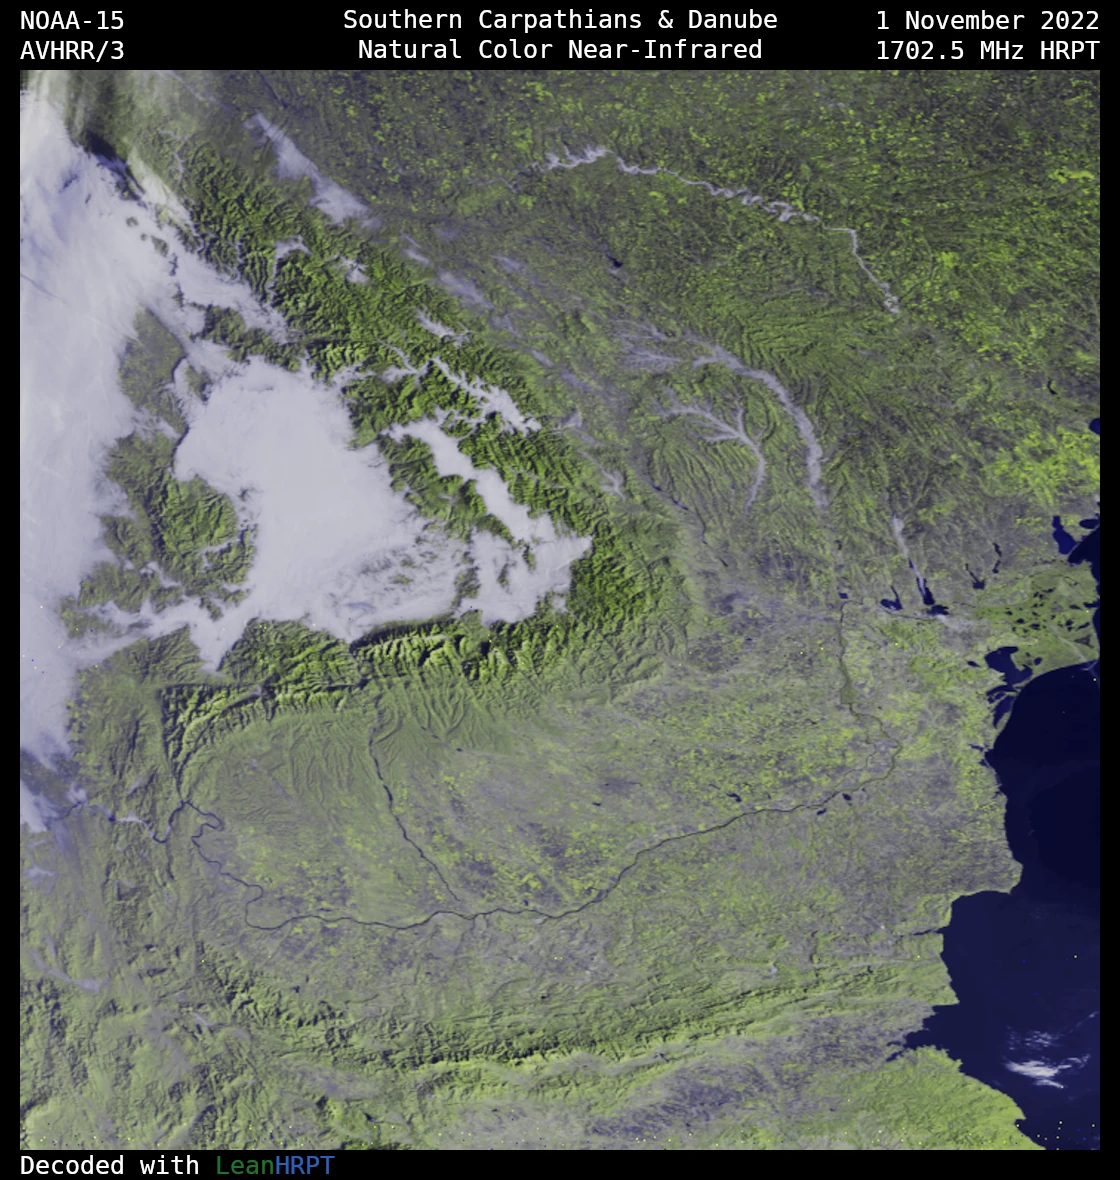 NOAA-15
AVHRR/3
Southern Carpathians & Danube
Natural Color Near-Infrared
1 November 2022
1702.5 MHz HRPT
Decoded with LeanHRPT